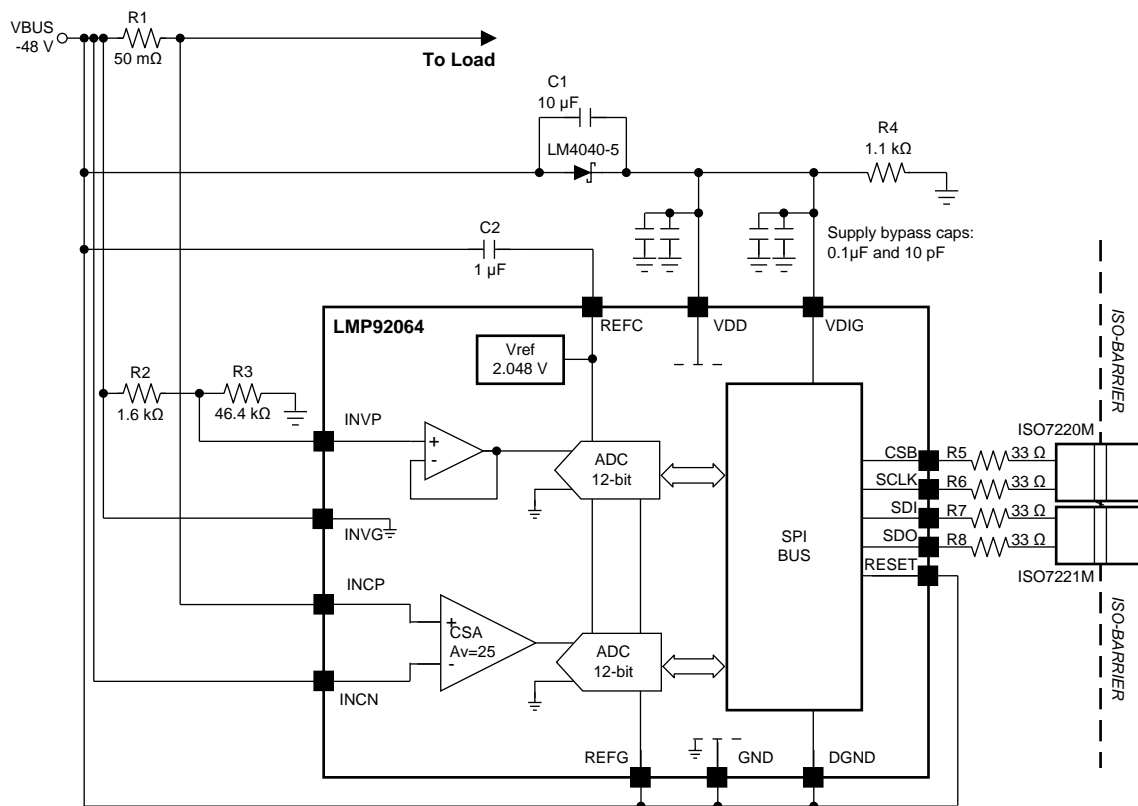 VBUS
-48 V
R1
50 mΩ
To Load
C1
10 µF
LM4040-5
R4
1.1 kΩ
C2
1 µF
Supply bypass caps:
0.1µF and 10 pF
LMP92064
REFC
VDD
VDIG
Vref
2.048 V
R2
1.6 kΩ
R3
46.4 kΩ
INVP
+
-
ADC
12-bit
INVG
INCP
+
CSA
Av=25
-
INCN
ADC
12-bit
SPI
BUS
CSB
SCLK
SDI
SDO
RESET
R5
33 Ω
R6
33 Ω
R7
33 Ω
R8
33 Ω
ISO7220M
ISO7221M
ISO-BARRIER
ISO-BARRIER
REFG
GND
DGND